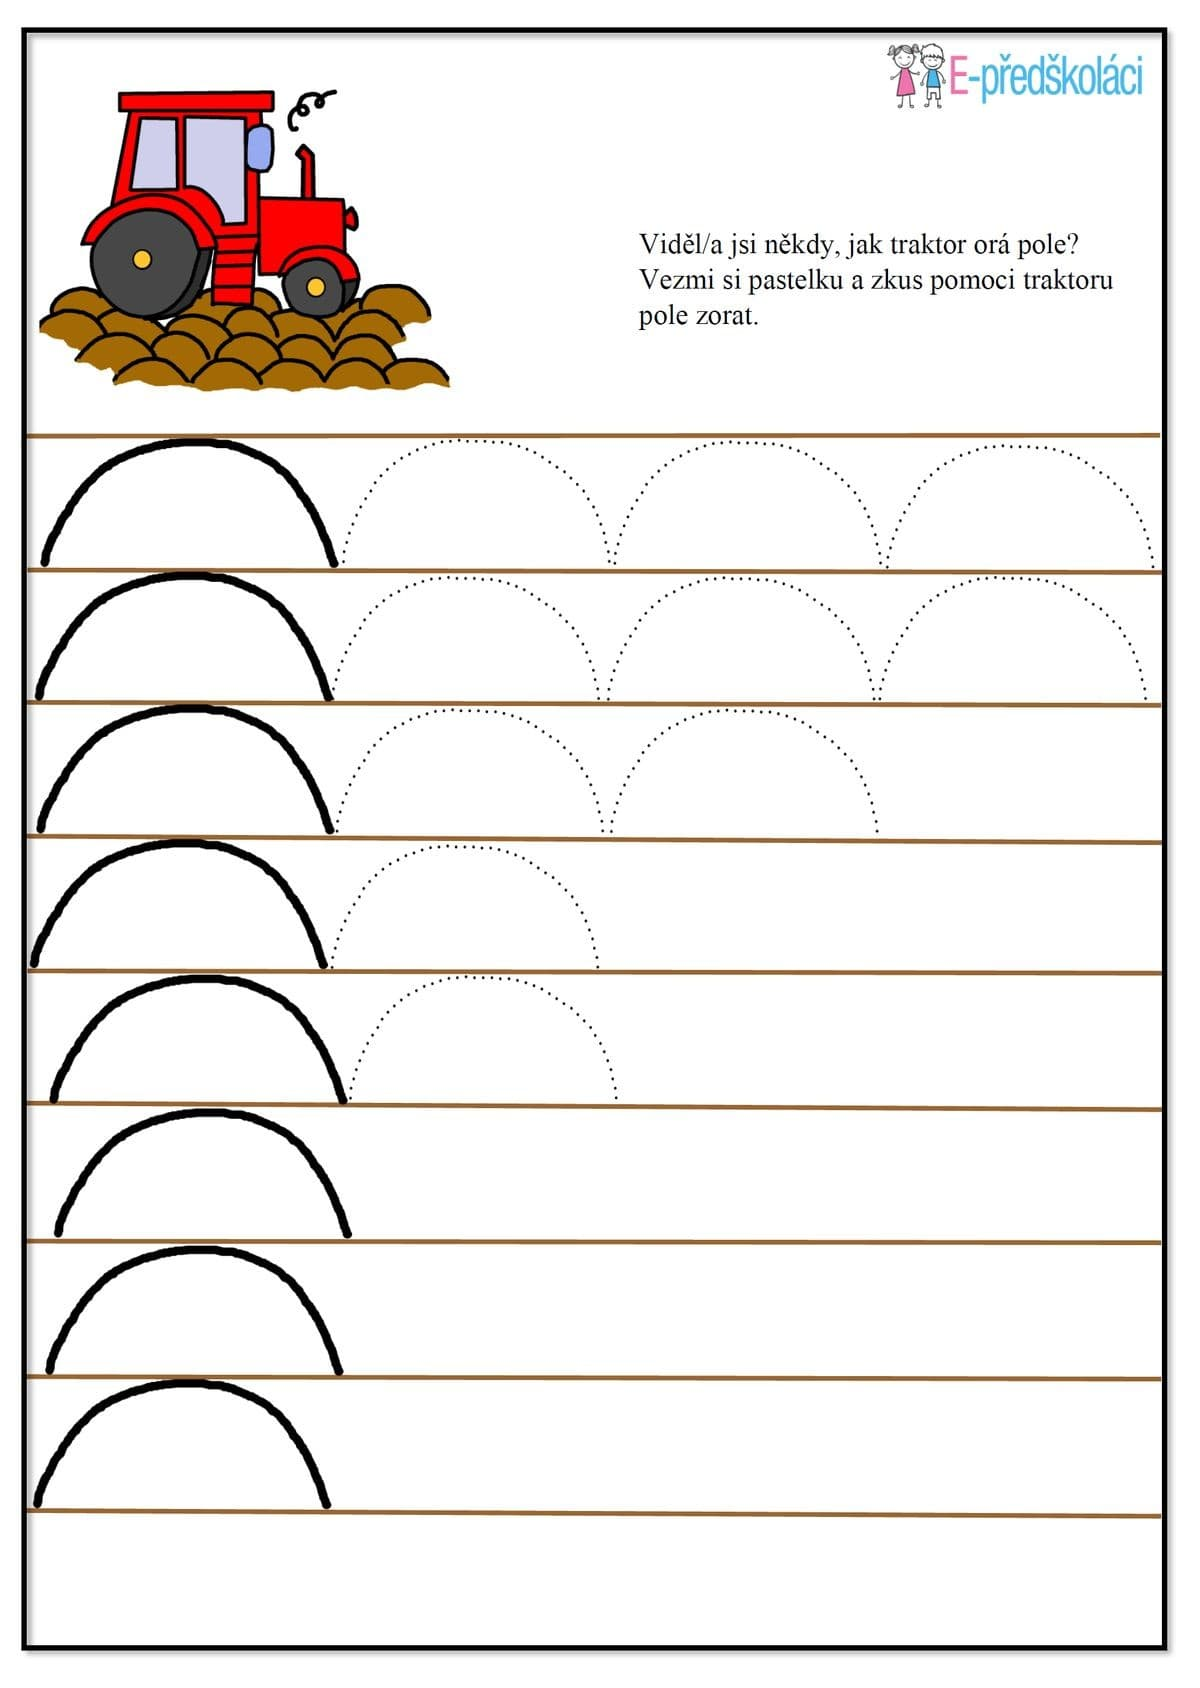 E-předškoláci
Viděl/a jsi někdy, jak traktor orá pole?
Vezmi si pastelku a zkus pomoci traktoru
pole zorat.